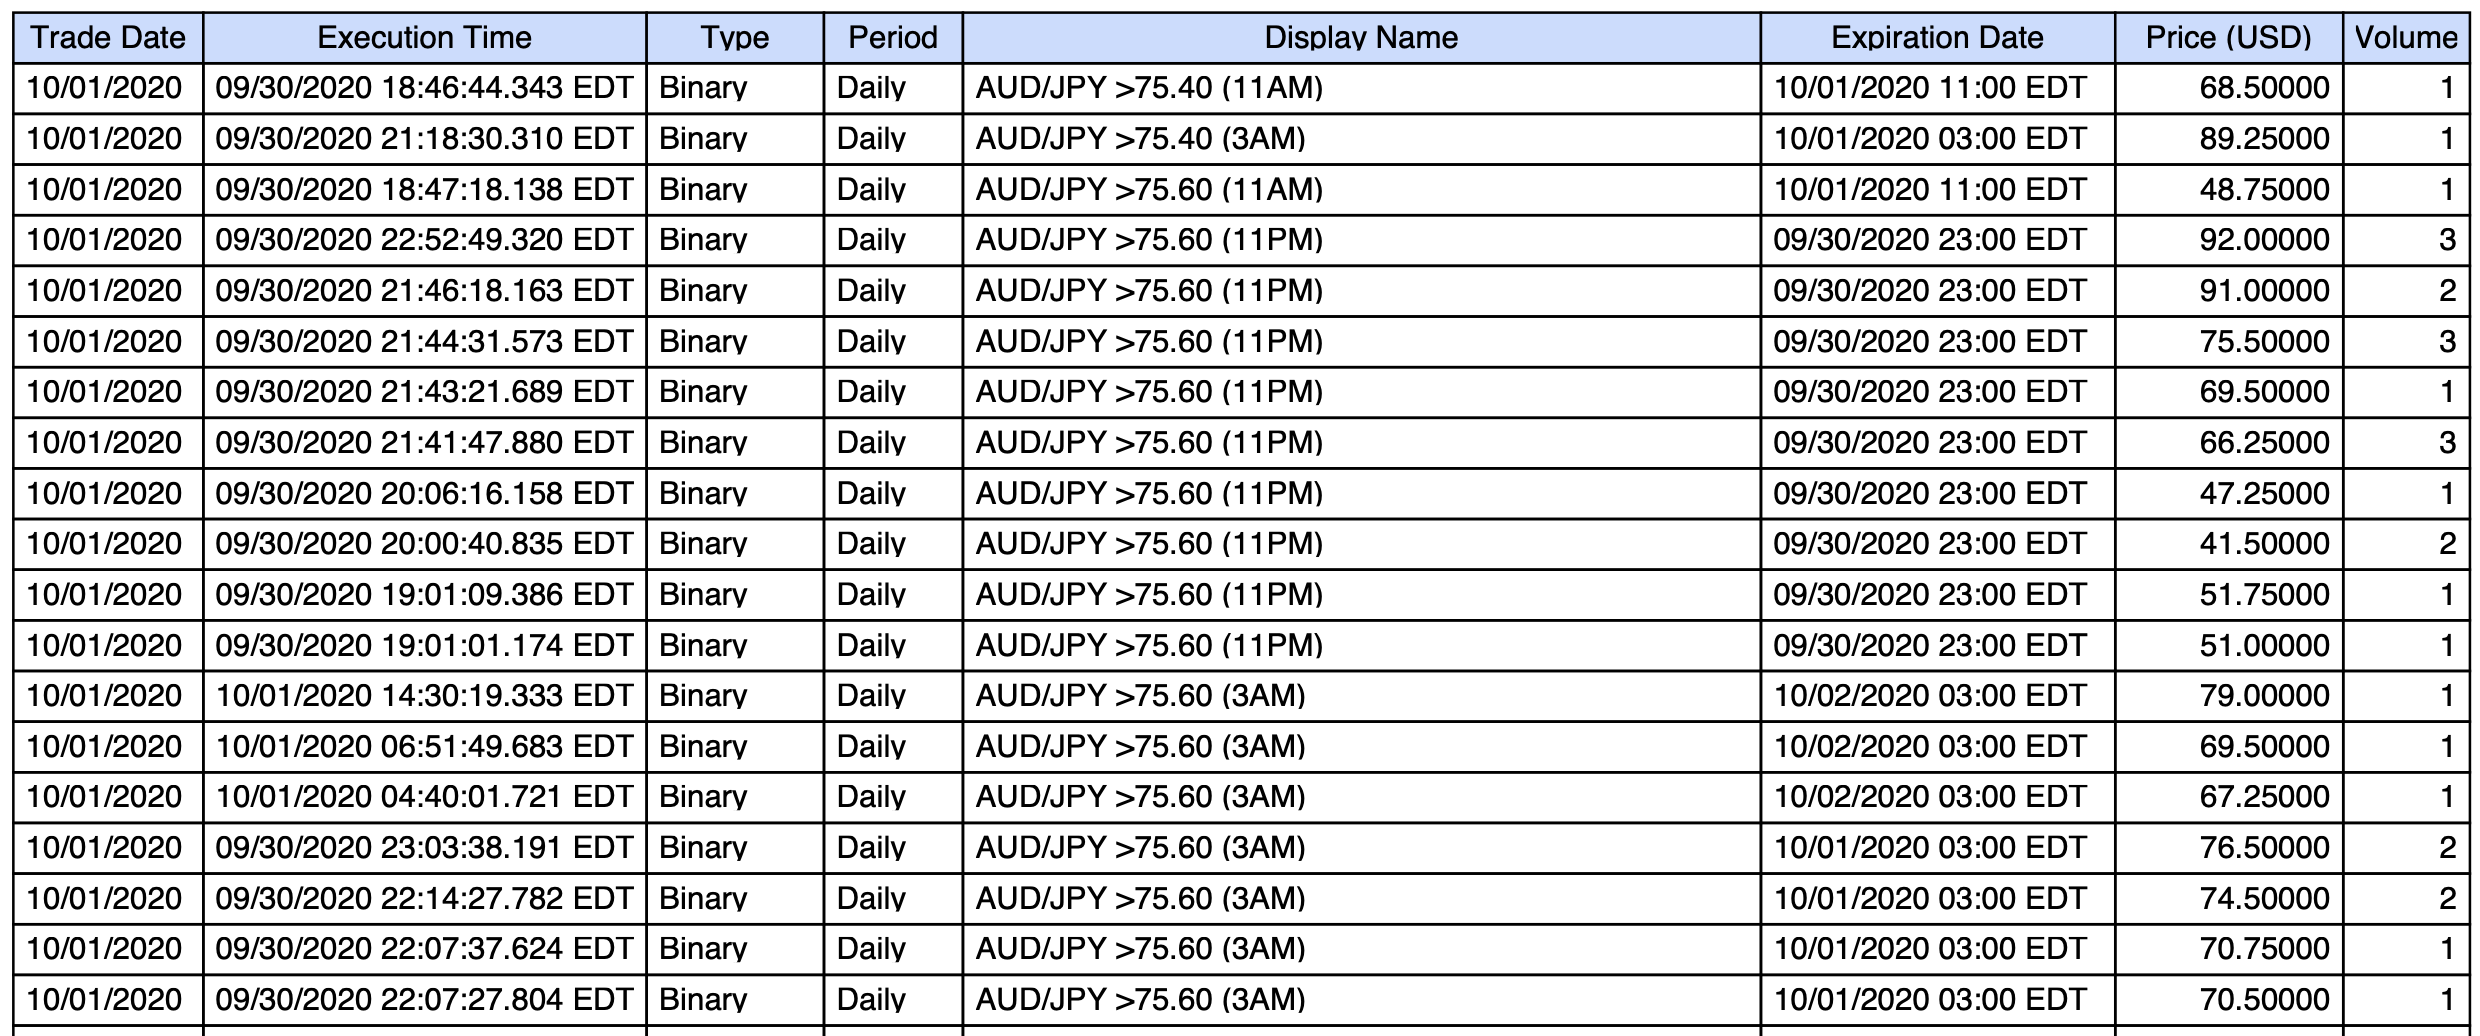 Trade Date Execution Time Type Period Display Name Expiration Date Price (USD) Volume
10/01/2020 09/30/2020 18:46:44.343 EDT Binary Daily AUD/JPY >75.40 (11AM) 10/01/2020 11:00 EDT 68.50000 1
10/01/2020 09/30/2020 21:18:30.310 EDT Binary Daily AUD/JPY >75.40 (3AM) 10/01/2020 03:00 EDT 89.25000 1
10/01/2020 09/30/2020 18:47:18.138 EDT Binary Daily AUD/JPY >75.60 (11AM) 10/01/2020 11:00 EDT 48.75000 1
10/01/2020 09/30/2020 22:52:49.320 EDT Binary Daily AUD/JPY >75.60 (11PM) 09/30/2020 23:00 EDT 92.00000 3
10/01/2020 09/30/2020 21:46:18.163 EDT Binary Daily AUD/JPY >75.60 (11PM) 09/30/2020 23:00 EDT 91.00000 2
10/01/2020 09/30/2020 21:44:31.573 EDT Binary Daily AUD/JPY >75.60 (11PM) 09/30/2020 23:00 EDT 75.50000 3
10/01/2020 09/30/2020 21:43:21.689 EDT Binary Daily AUD/JPY >75.60 (11PM) 09/30/2020 23:00 EDT 69.50000 1
10/01/2020 09/30/2020 21:41:47.880 EDT Binary Daily AUD/JPY >75.60 (11PM) 09/30/2020 23:00 EDT 66.25000 3
10/01/2020 09/30/2020 20:06:16.158 EDT Binary Daily AUD/JPY >75.60 (11PM) 09/30/2020 23:00 EDT 47.25000 1
10/01/2020 09/30/2020 20:00:40.835 EDT Binary Daily AUD/JPY >75.60 (11PM) 09/30/2020 23:00 EDT 41.50000 2
10/01/2020 09/30/2020 19:01:09.386 EDT Binary Daily AUD/JPY >75.60 (11PM) 09/30/2020 23:00 EDT 51.75000 1
10/01/2020 09/30/2020 19:01:01.174 EDT Binary Daily AUD/JPY >75.60 (11PM) 09/30/2020 23:00 EDT 51.00000 1
10/01/2020 10/01/2020 14:30:19.333 EDT Binary Daily AUD/JPY >75.60 (3AM) 10/02/2020 03:00 EDT 79.00000 1
10/01/2020 10/01/2020 06:51:49.683 EDT Binary Daily AUD/JPY >75.60 (3AM) 10/02/2020 03:00 EDT 69.50000 1
10/01/2020 10/01/2020 04:40:01.721 EDT Binary Daily AUD/JPY >75.60 (3AM) 10/02/2020 03:00 EDT 67.25000 1
10/01/2020 09/30/2020 23:03:38.191 EDT Binary Daily AUD/JPY >75.60 (3AM) 10/01/2020 03:00 EDT 76.50000 2
10/01/2020 09/30/2020 22:14:27.782 EDT Binary Daily AUD/JPY >75.60 (3AM) 10/01/2020 03:00 EDT 74.50000 2
10/01/2020 09/30/2020 22:07:37.624 EDT Binary Daily AUD/JPY >75.60 (3AM) 10/01/2020 03:00 EDT 70.75000 1
10/01/2020 09/30/2020 22:07:27.804 EDT Binary Daily AUD/JPY >75.60 (3AM) 10/01/2020 03:00 EDT 70.50000 1